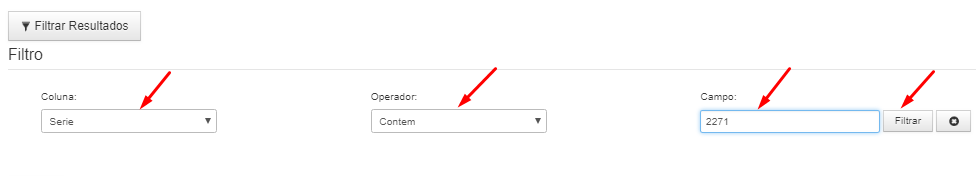 Filtrar Resultados
Filtro
Coluna: Operador: Campo:
Serie Contem 2271 Filtrar